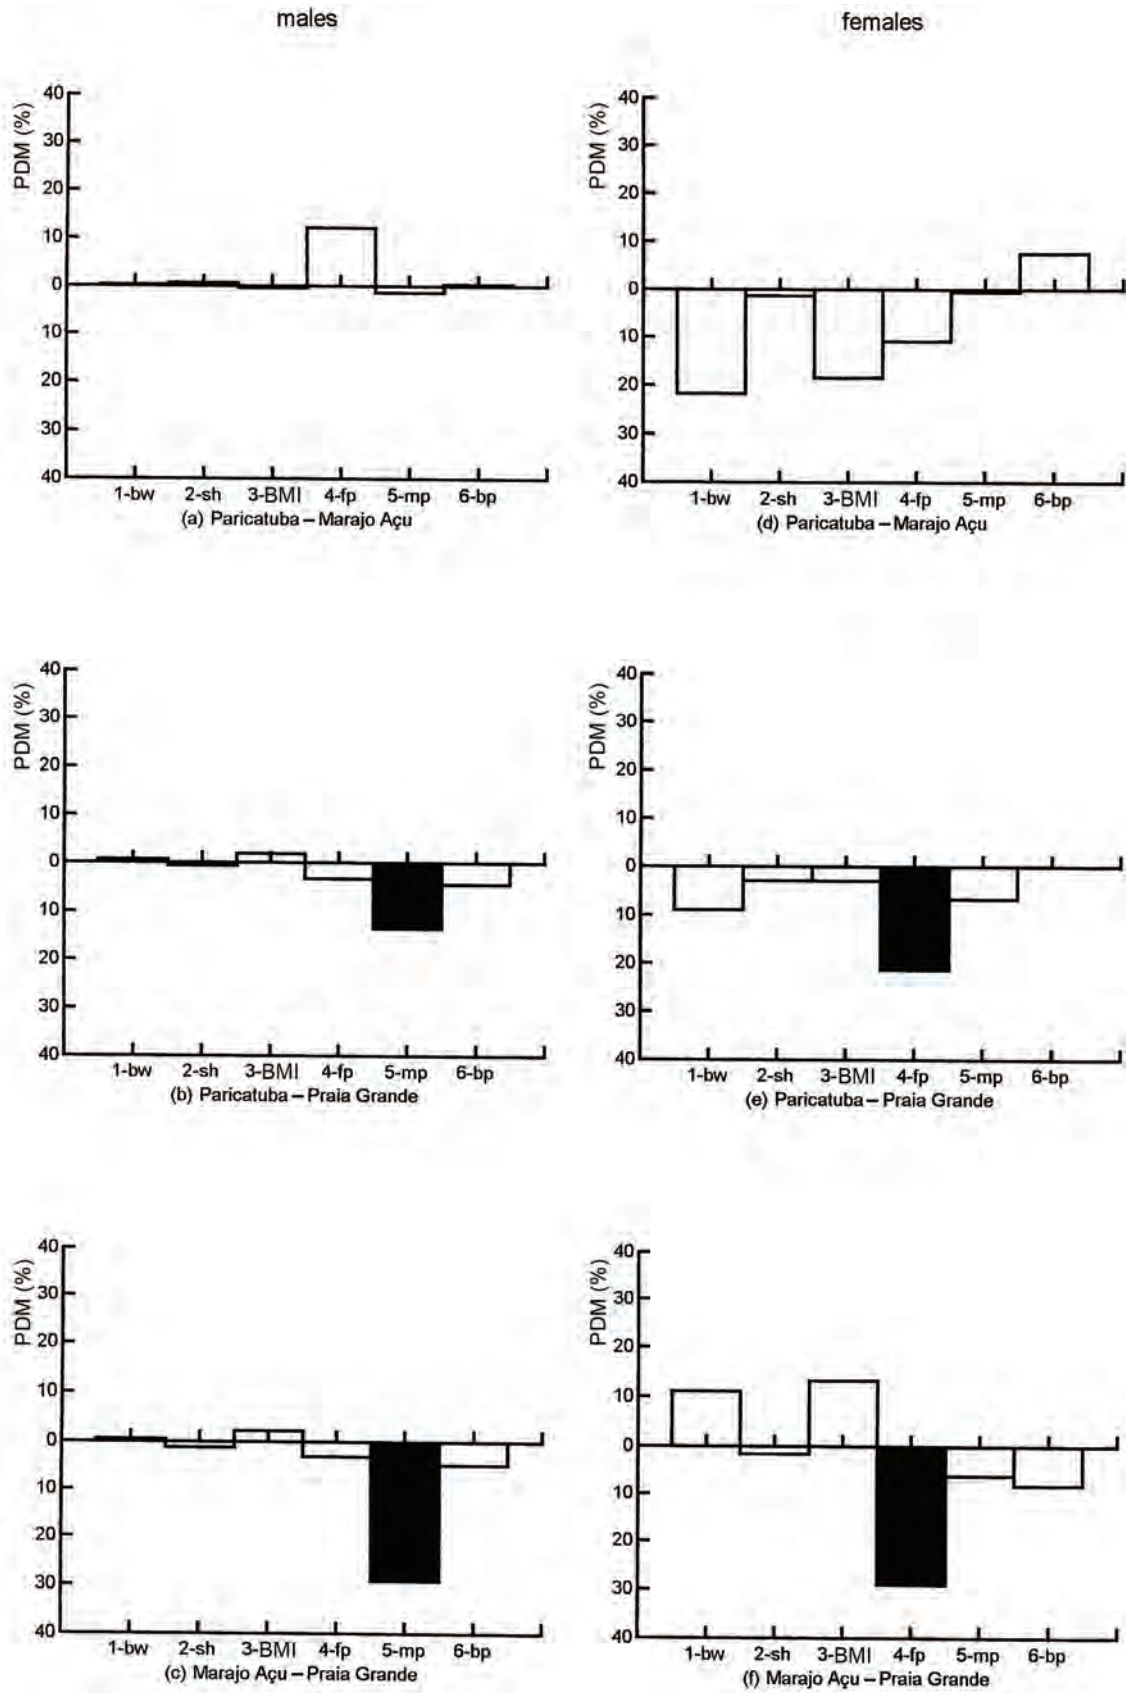 males
females
PDM (%)
40
30
20
10
0
10
20
30
40
1-bw 2-sh 3-BMI 4-fp 5-mp 6-bp
(a) Paricatuba – Marajo Açu
PDM (%)
40
30
20
10
0
10
20
30
40
1-bw 2-sh 3-BMI 4-fp 5-mp 6-bp
(d) Paricatuba – Marajo Açu
PDM (%)
40
30
20
10
0
10
20
30
40
1-bw 2-sh 3-BMI 4-fp 5-mp 6-bp
(b) Paricatuba – Praia Grande
PDM (%)
40
30
20
10
0
10
20
30
40
1-bw 2-sh 3-BMI 4-fp 5-mp 6-bp
(e) Paricatuba – Praia Grande
PDM (%)
40
30
20
10
0
10
20
30
40
1-bw 2-sh 3-BMI 4-fp 5-mp 6-bp
(c) Marajo Açu – Praia Grande
PDM (%)
40
30
20
10
0
10
20
30
40
1-bw 2-sh 3-BMI 4-fp 5-mp 6-bp
(f) Marajo Açu – Praia Grande